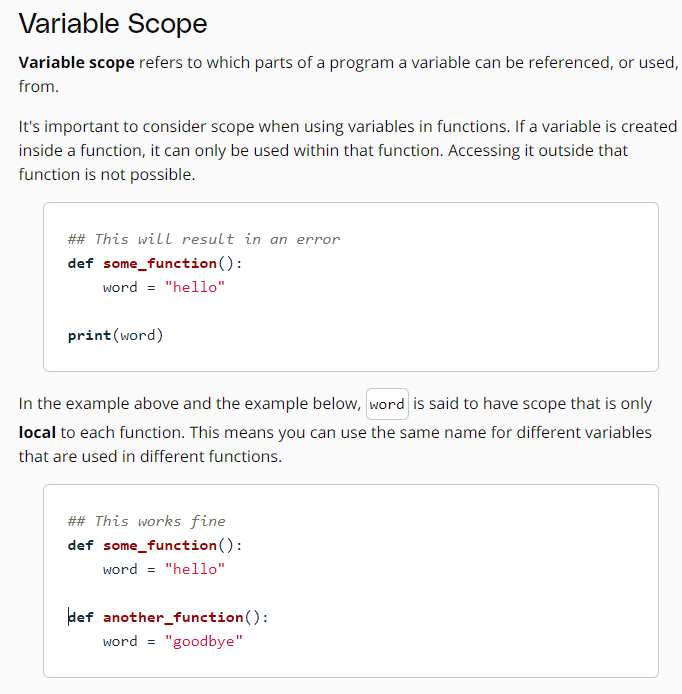 Variable Scope
Variable scope refers to which parts of a program a variable can be referenced, or used,
from.
It's important to consider scope when using variables in functions. If a variable is created
inside a function, it can only be used within that function. Accessing it outside that
function is not possible.
## This will result in an error
def some_function():
    word = "hello"
print(word)
In the example above and the example below, word is said to have scope that is only
local to each function. This means you can use the same name for different variables
that are used in different functions.
## This works fine
def some_function():
    word = "hello"
def another_function():
    word = "goodbye"